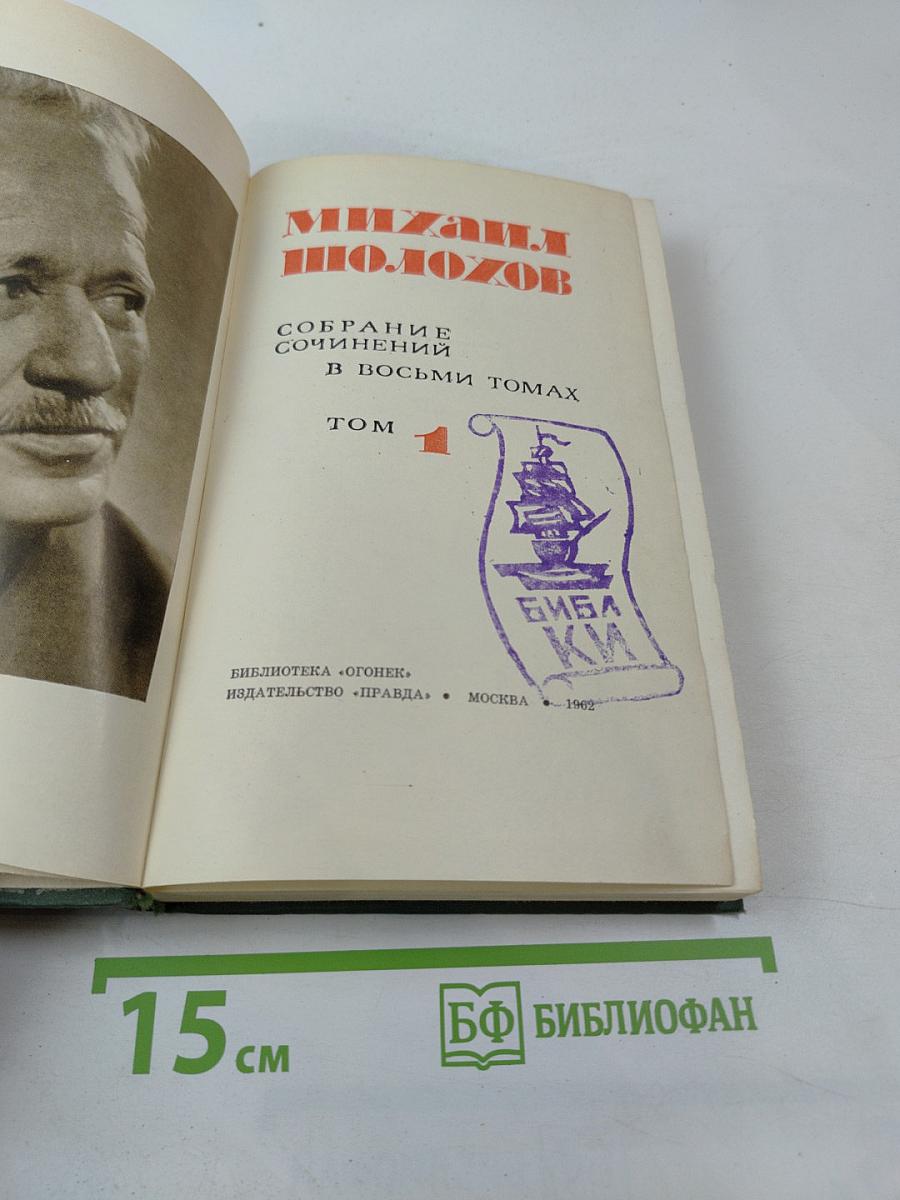 МИХАИЛ
ШОЛОХОВ
СОБРАНИЕ
СОЧИНЕНИЙ
В ВОСЬМИ ТОМАХ
ТОМ 1
БИБЛ
КИ
БИБЛИОТЕКА «ОГОНЕК»
ИЗДАТЕЛЬСТВО «ПРАВДА» • МОСКВА • 1962
15 см
БФ БИБЛИОФАН